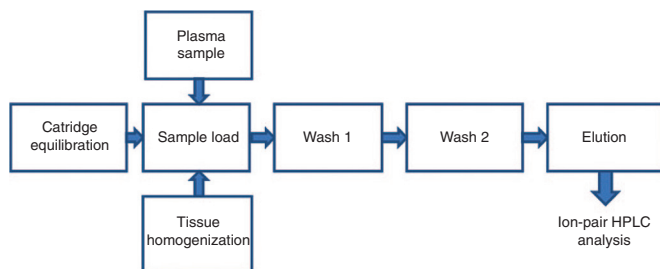 Plasma
sample
Catridge
equilibration
Sample load
Wash 1
Wash 2
Elution
Tissue
homogenization
Ion-pair HPLC
analysis